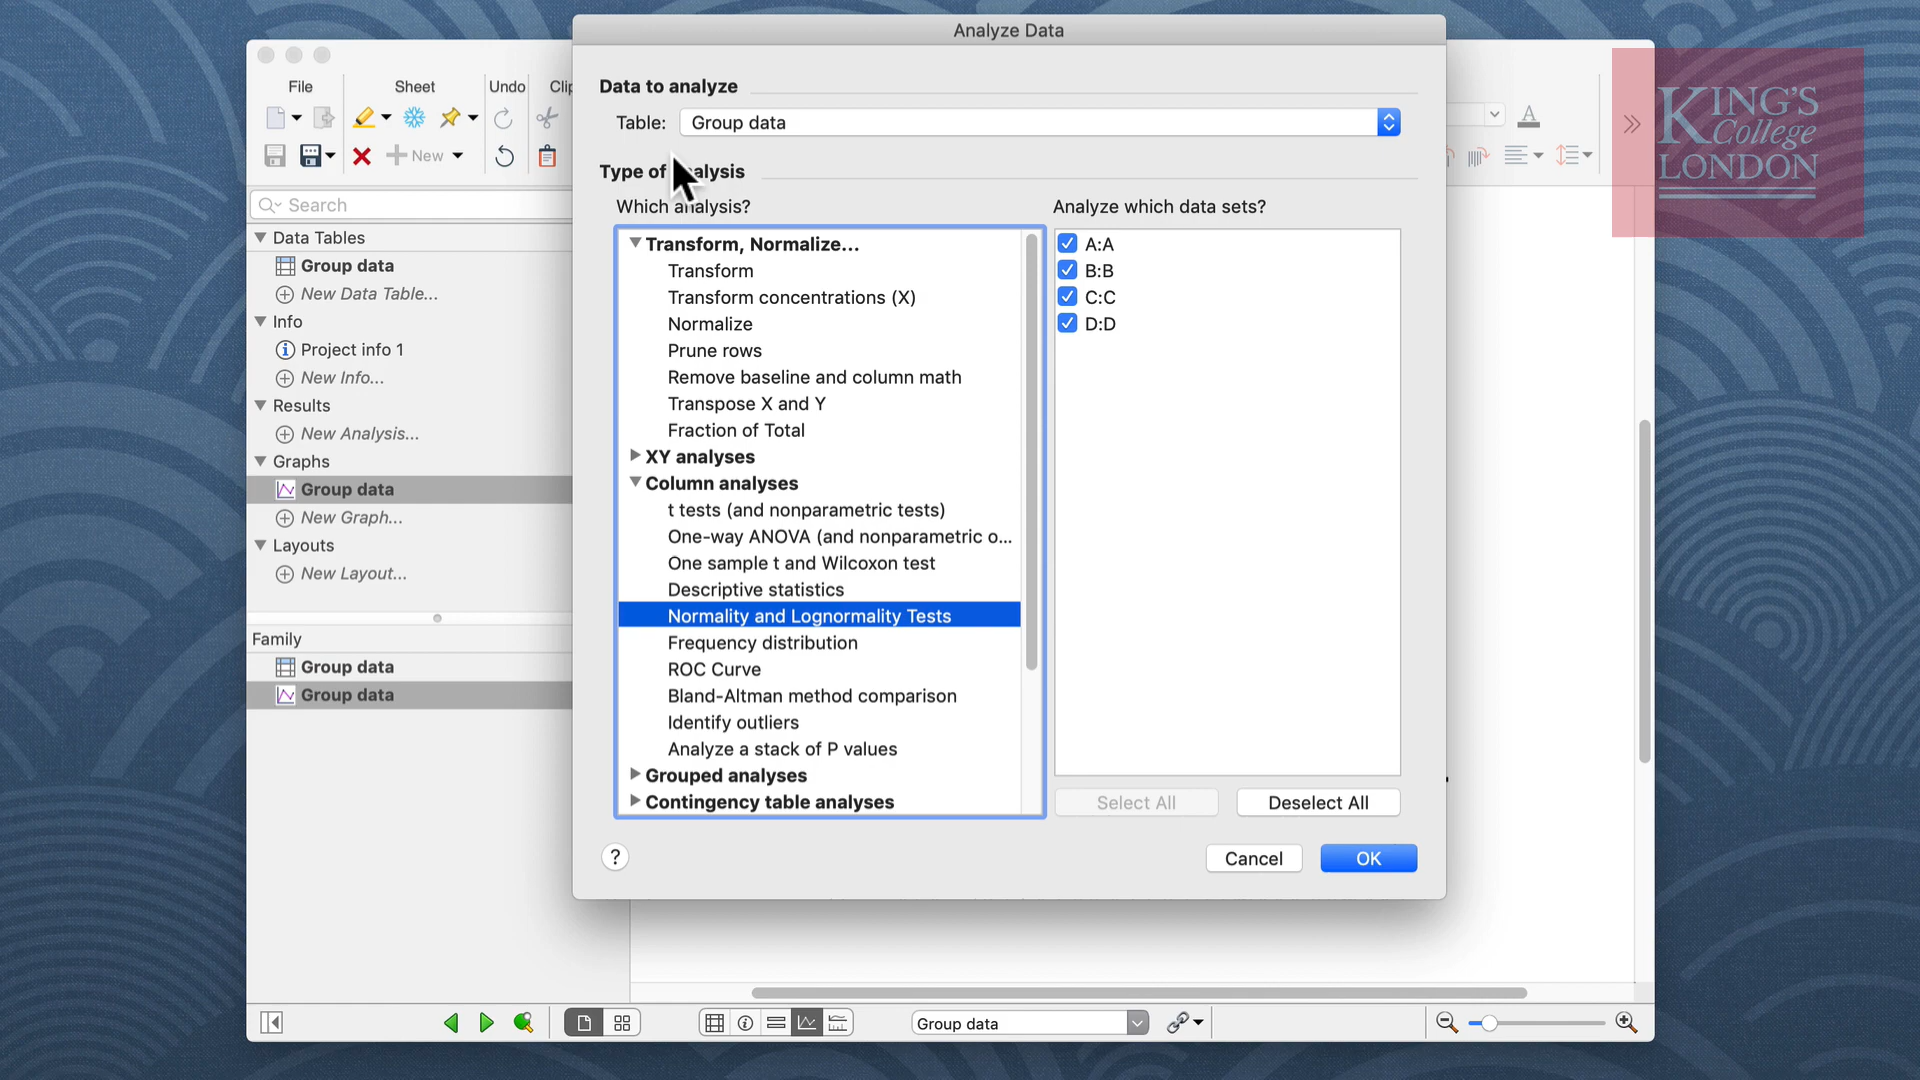 Analyze Data
File
Sheet
Undo
Clip
New
Search
Data Tables
Group data
New Data Table...
Info
Project info 1
New Info...
Results
New Analysis...
Graphs
Group data
New Graph...
Layouts
New Layout...
Family
Group data
Group data
Data to analyze
Table: Group data
Type of analysis
Which analysis?
Transform, Normalize...
Transform
Transform concentrations (X)
Normalize
Prune rows
Remove baseline and column math
Transpose X and Y
Fraction of Total
XY analyses
Column analyses
t tests (and nonparametric tests)
One-way ANOVA (and nonparametric o...
One sample t and Wilcoxon test
Descriptive statistics
Normality and Lognormality Tests
Frequency distribution
ROC Curve
Bland-Altman method comparison
Identify outliers
Analyze a stack of P values
Grouped analyses
Contingency table analyses
Analyze which data sets?
A:A
B:B
C:C
D:D
Select All
Deselect All
?
Cancel
OK
KING'S
College
LONDON
Group data